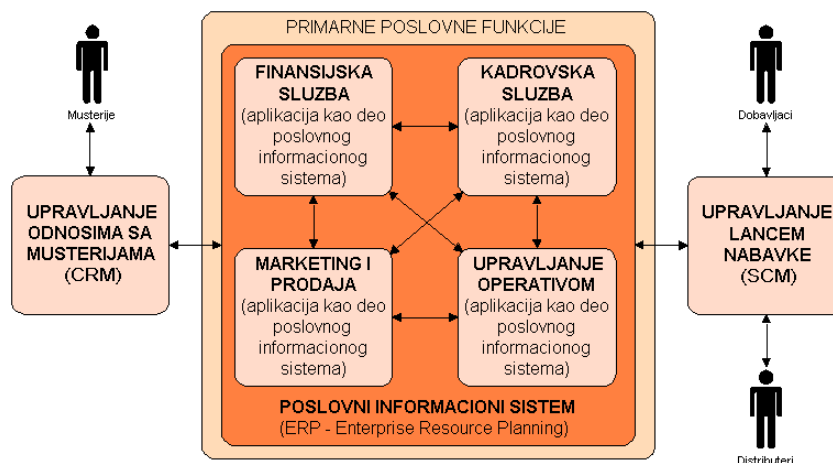 PRIMARNE POSLOVNE FUNKCIJE
Musterije
UPRAVLJANJE
ODNOSIMA SA
MUSTERIJAMA
(CRM)
FINANSIJSKA
SLUZBA
(aplikacija kao deo
poslovnog
informacionog
sistema)
KADROVSKA
SLUZBA
(aplikacija kao deo
poslovnog
informacionog
sistema)
MARKETING I
PRODAJA
(aplikacija kao deo
poslovnog
informacionog
sistema)
UPRAVLJANJE
OPERATIVOM
(aplikacija kao deo
poslovnog
informacionog
sistema)
POSLOVNI INFORMACIONI SISTEM
(ERP - Enterprise Resource Planning)
Dobavljaci
UPRAVLJANJE
LANCEM
NABAVKE
(SCM)
Distributeri